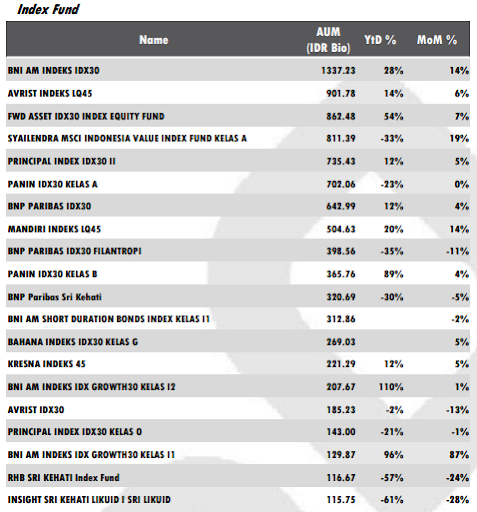 Index Fund
Name AUM (IDR Bio) YtD % MoM %
BNI AM INDEKS IDX30 1337.23 28% 14%
AVRIST INDEKS LQ45 901.78 14% 6%
FWD ASSET IDX30 INDEX EQUITY FUND 862.48 54% 7%
SYAILENDRA MSCI INDONESIA VALUE INDEX FUND KELAS A 811.39 -33% 19%
PRINCIPAL INDEX IDX30 II 735.43 12% 5%
PANIN IDX30 KELAS A 702.06 -23% 0%
BNP PARIBAS IDX30 642.99 12% 4%
MANDIRI INDEKS LQ45 504.63 20% 14%
BNP PARIBAS IDX30 FILANTROPI 398.56 -35% -11%
PANIN IDX30 KELAS B 365.76 89% 4%
BNP Paribas Sri Kehati 320.69 -30% -5%
BNI AM SHORT DURATION BONDS INDEX KELAS I1 312.86 -2%
BAHANA INDEKS IDX30 KELAS G 269.03 5%
KRESNA INDEKS 45 221.29 12% 5%
BNI AM INDEKS IDX GROWTH30 KELAS I2 207.67 110% 1%
AVRIST IDX30 185.23 -2% -13%
PRINCIPAL INDEX IDX30 KELAS O 143.00 -21% -1%
BNI AM INDEKS IDX GROWTH30 KELAS I1 129.87 96% 87%
RHB SRI KEHATI Index Fund 116.67 -57% -24%
INSIGHT SRI KEHATI LIKUID I SRI LIKUID 115.75 -61% -28%